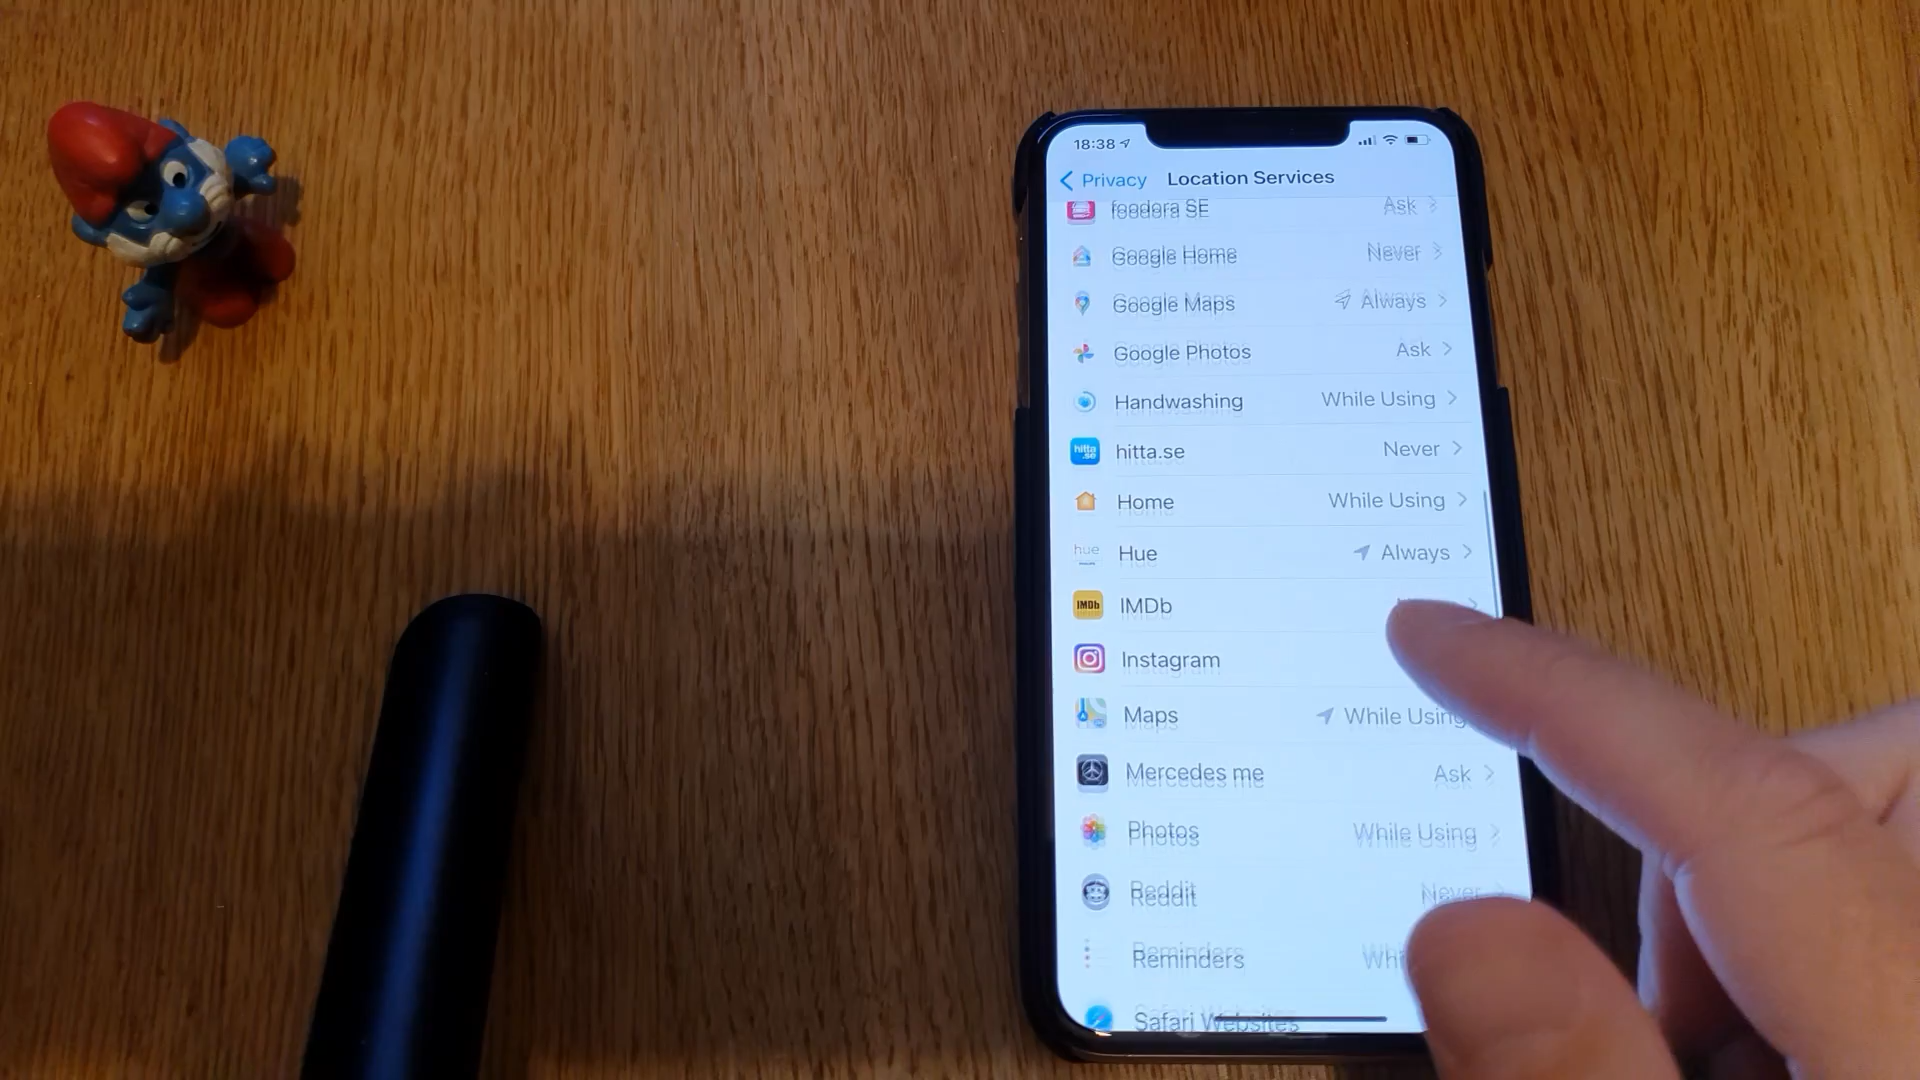 18:38
Privacy Location Services
foodora SE Ask
Google Home Never
Google Maps Always
Google Photos Ask
Handwashing While Using
hitta.se Never
Home While Using
hue Hue Always
IMDb IMDb
Instagram
Maps While Using
Mercedes me Ask
Photos While Using
Reddit Never
Reminders Whi
Safari Websites